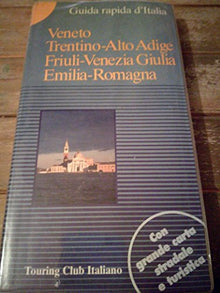 Guida rapida d'Italia
Veneto
Trentino-Alto Adige
Friuli-Venezia Giulia
Emilia-Romagna
Con
grande carta
stradale
e turistica
Touring Club Italiano